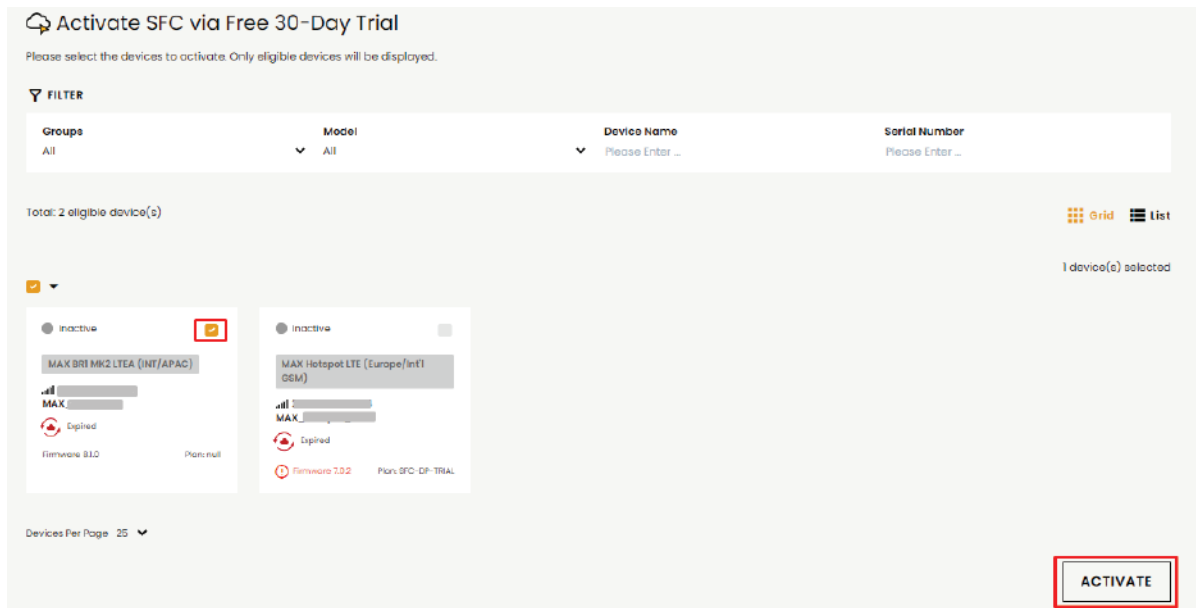 Activate SFC via Free 30-Day Trial
Please select the devices to activate. Only eligible devices will be displayed.
FILTER
Groups Model Device Name Serial Number
All All Please Enter ... Please Enter ...
Total: 2 eligible device(s)
Grid List
1 device(s) selected
Inactive
MAX BR1 MK2 LTEA (INT/APAC)
MAX_
Expired
Firmware 8.1.0 Plan: null
Inactive
MAX Hotspot LTE (Europe/Int'l
GSM)
MAX_
Expired
Firmware 7.0.2 Plan: SFC-DP-TRIAL
Devices Per Page 25
ACTIVATE